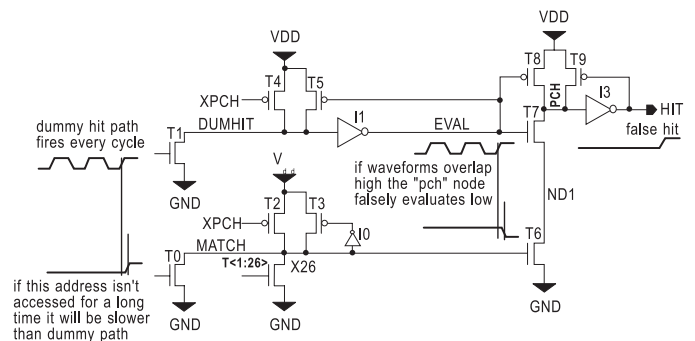 VDD
VDD
T4
T5
T8
T9
PCH
XPCH
DUMHIT
I1
EVAL
T7
I3
HIT
false hit
dummy hit path
fires every cycle
T1
GND
V
dd
if waveforms overlap
high the "pch" node
falsely evaluates low
ND1
T2
T3
XPCH
I0
MATCH
T0
T<1:26>
X26
T6
if this address isn't
accessed for a long
time it will be slower
than dummy path
GND
GND
GND